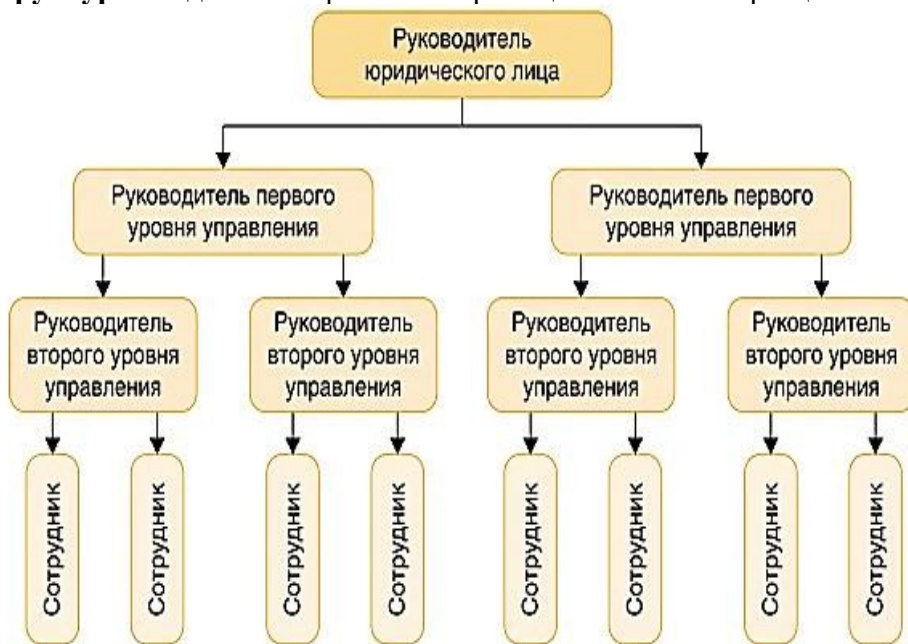 Руководитель
юридического лица
Руководитель первого
уровня управления
Руководитель первого
уровня управления
Руководитель
второго уровня
управления
Руководитель
второго уровня
управления
Руководитель
второго уровня
управления
Руководитель
второго уровня
управления
Сотрудник
Сотрудник
Сотрудник
Сотрудник
Сотрудник
Сотрудник
Сотрудник
Сотрудник